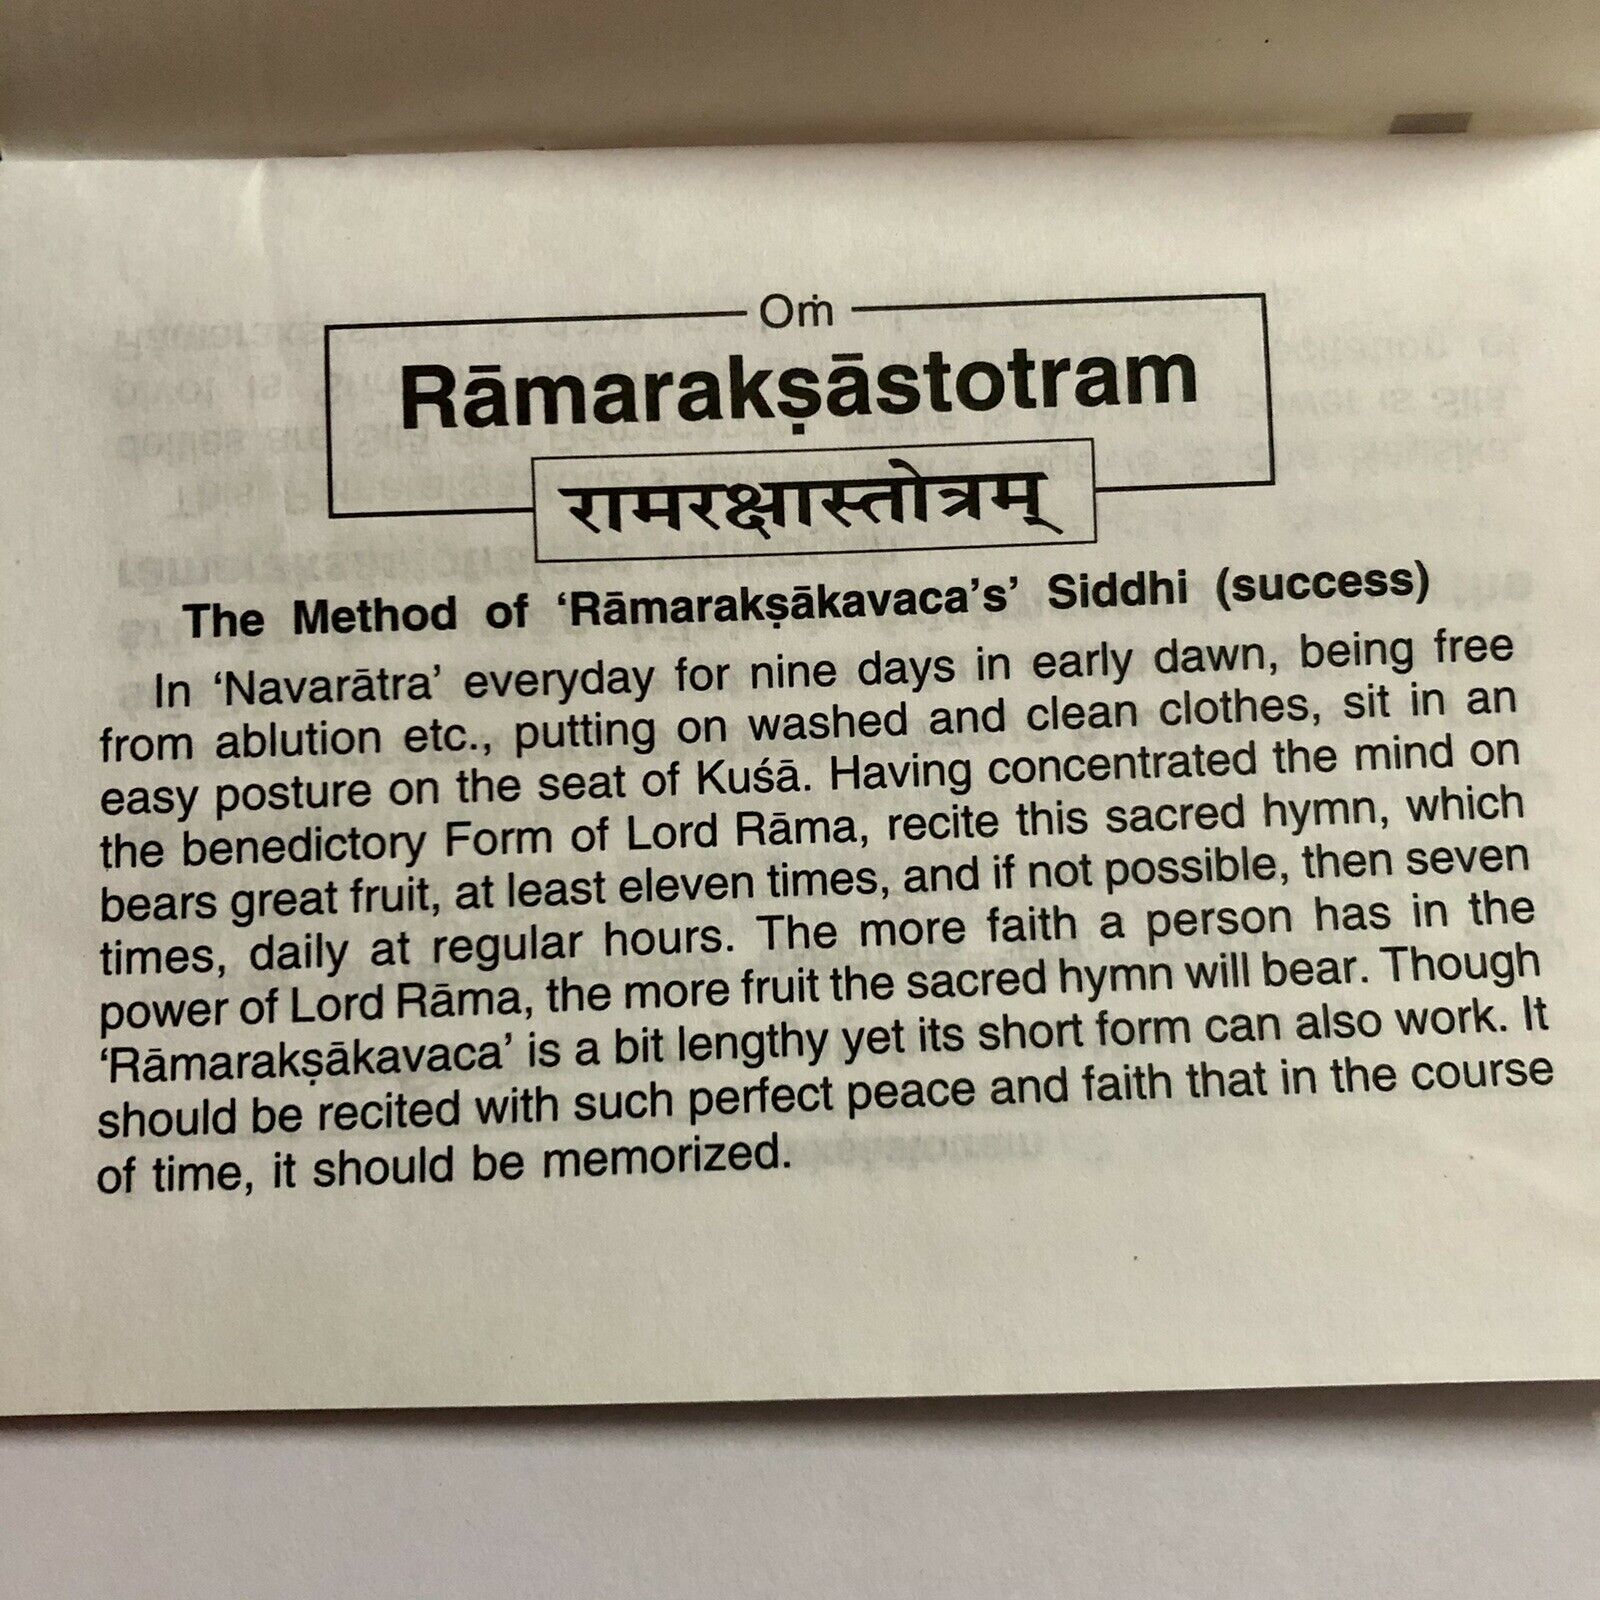 Oṁ
Rāmarakṣāstotram
रामरक्षास्तोत्रम्
The Method of ‘Rāmarakṣākavaca’s’ Siddhi (success)
In ‘Navarātra’ everyday for nine days in early dawn, being free
from ablution etc., putting on washed and clean clothes, sit in an
easy posture on the seat of Kuśā. Having concentrated the mind on
the benedictory Form of Lord Rāma, recite this sacred hymn, which
bears great fruit, at least eleven times, and if not possible, then seven
times, daily at regular hours. The more faith a person has in the
power of Lord Rāma, the more fruit the sacred hymn will bear. Though
‘Rāmarakṣākavaca’ is a bit lengthy yet its short form can also work. It
should be recited with such perfect peace and faith that in the course
of time, it should be memorized.